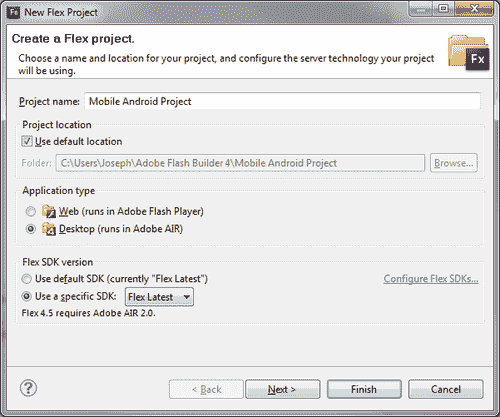 Fx New Flex Project
Create a Flex project.
Choose a name and location for your project, and configure the server technology your project
will be using.
Fx
Project name: Mobile Android Project
Project location
Use default location
Folder: C:\Users\Joseph\Adobe Flash Builder 4\Mobile Android Project Browse...
Application type
Web (runs in Adobe Flash Player)
Desktop (runs in Adobe AIR)
Flex SDK version
Use default SDK (currently "Flex Latest") Configure Flex SDKs...
Use a specific SDK: Flex Latest
Flex 4.5 requires Adobe AIR 2.0.
? < Back Next > Finish Cancel